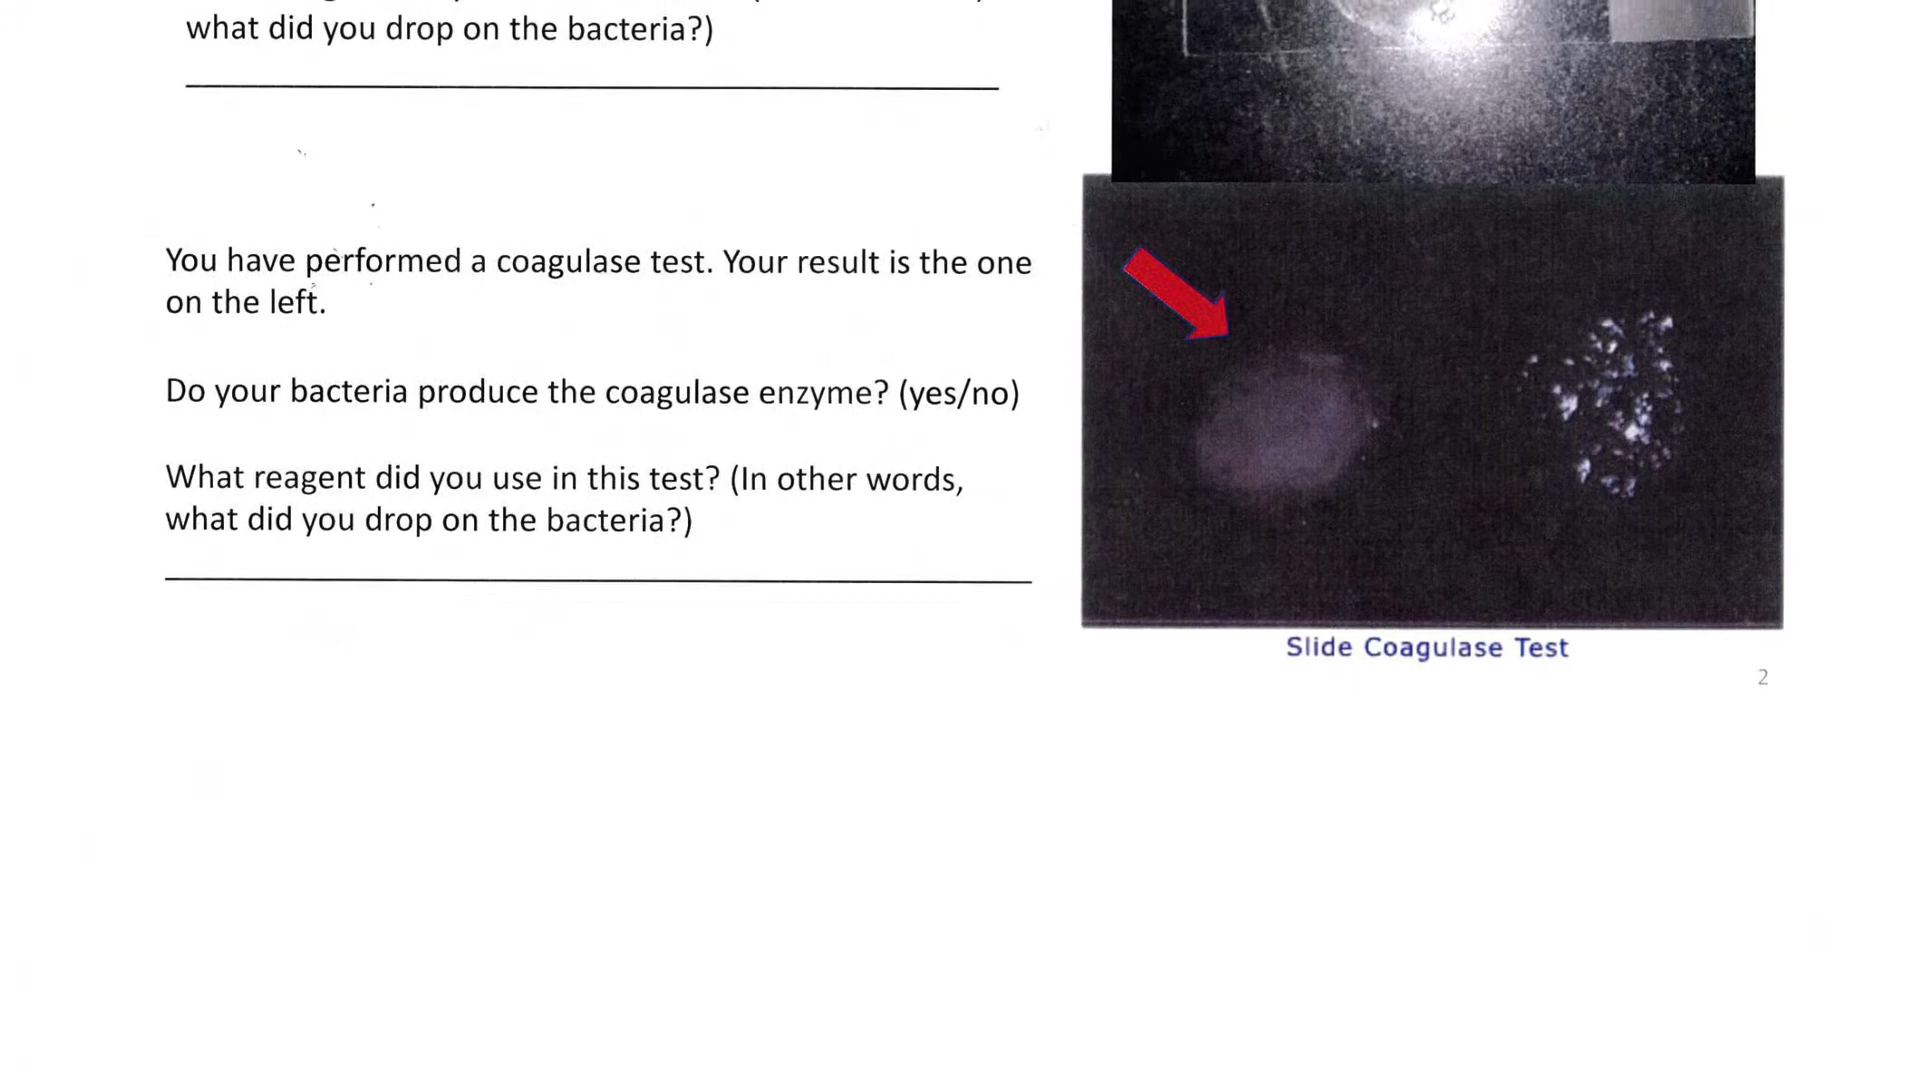 what did you drop on the bacteria?)
You have performed a coagulase test. Your result is the one
on the left.
Do your bacteria produce the coagulase enzyme? (yes/no)
What reagent did you use in this test? (In other words,
what did you drop on the bacteria?)
Slide Coagulase Test
2